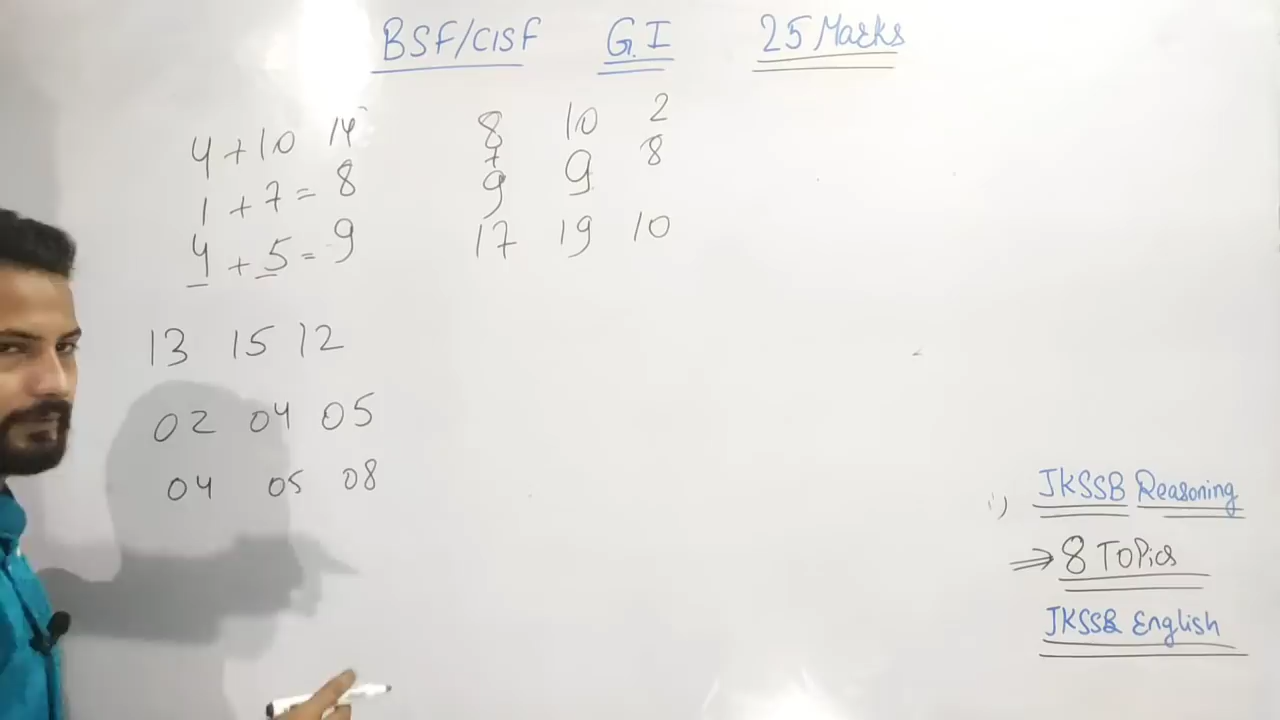 BSF/CISF G.I 25 Marks
4 + 10 14
1 + 7 = 8
4 + 5 = 9
8 10 2
+
7 9 8
9
17 19 10
13 15 12
02 04 05
04 05 08
i) JKSSB Reasoning
⇒ 8 Topics
JKSSB English